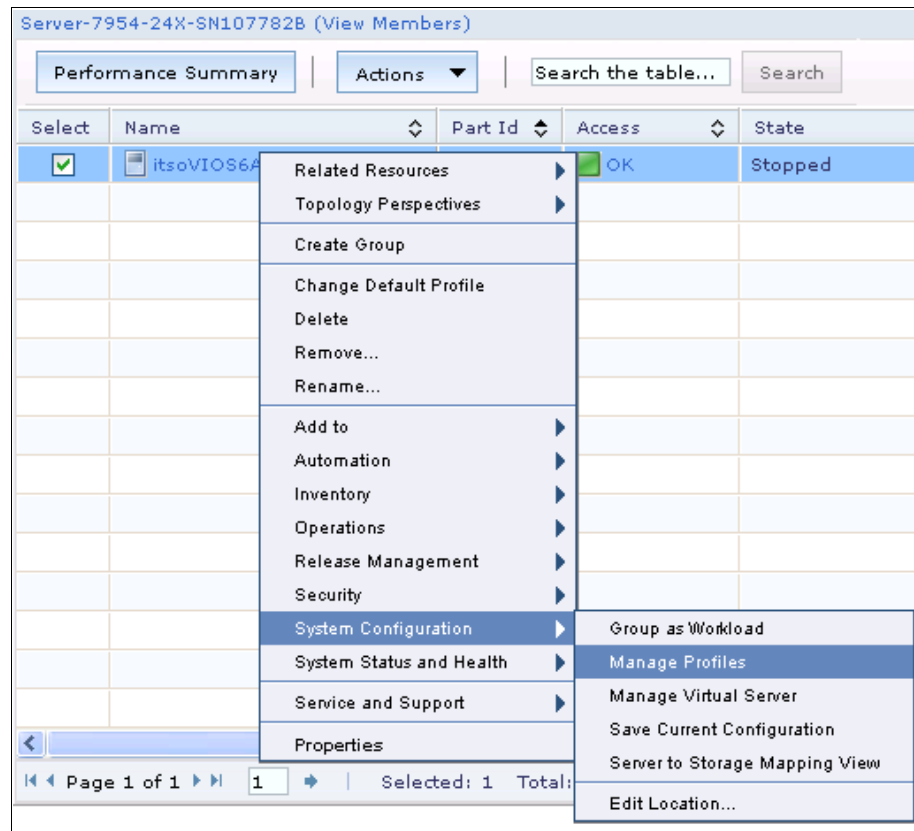 Server-7954-24X-SN107782B (View Members)
Performance Summary Actions Search the table... Search
Select Name Part Id Access State
itsoVIOS6A OK Stopped
Related Resources
Topology Perspectives
Create Group
Change Default Profile
Delete
Remove...
Rename...
Add to
Automation
Inventory
Operations
Release Management
Security
System Configuration
System Status and Health
Service and Support
Properties
Group as Workload
Manage Profiles
Manage Virtual Server
Save Current Configuration
Server to Storage Mapping View
Edit Location...
Page 1 of 1 1 Selected: 1 Total: